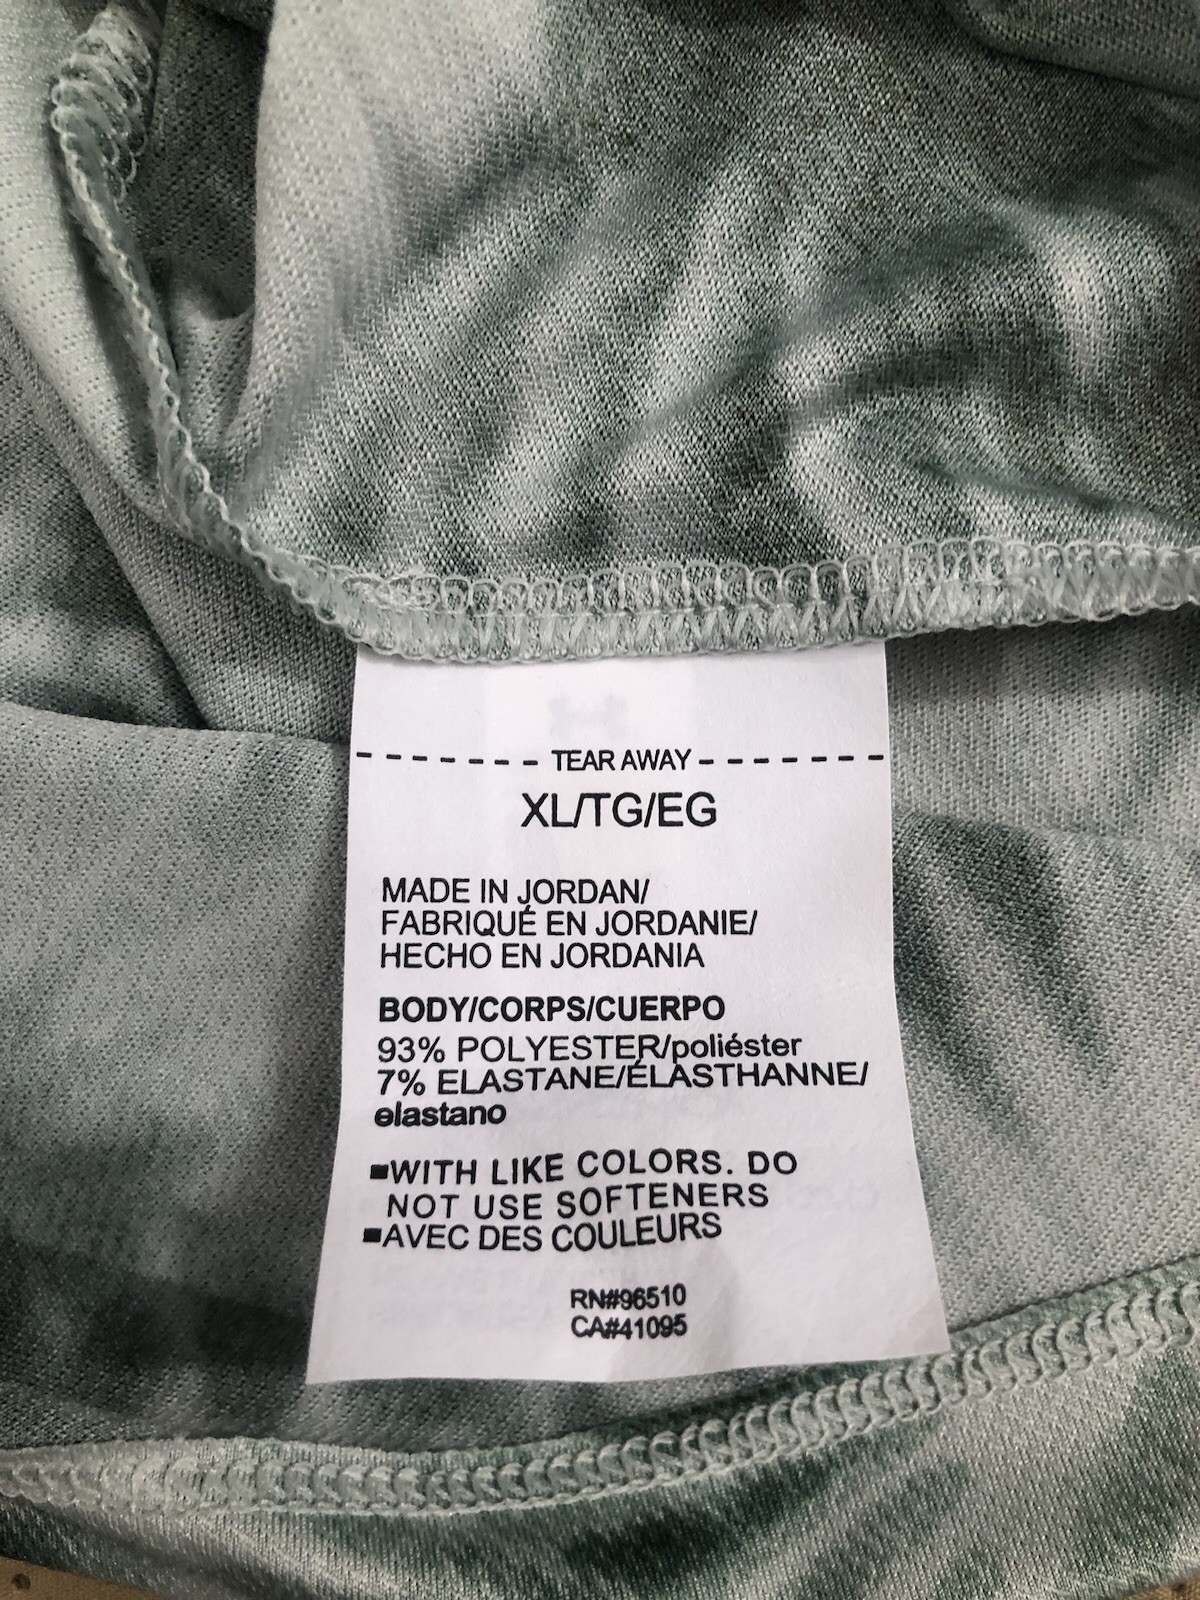 TEAR AWAY
XL/TG/EG
MADE IN JORDAN/
FABRIQUÉ EN JORDANIE/
HECHO EN JORDANIA
BODY/CORPS/CUERPO
93% POLYESTER/poliéster
7% ELASTANE/ÉLASTHANNE/
elastano
▪WITH LIKE COLORS. DO
NOT USE SOFTENERS
▪AVEC DES COULEURS
RN#96510
CA#41095